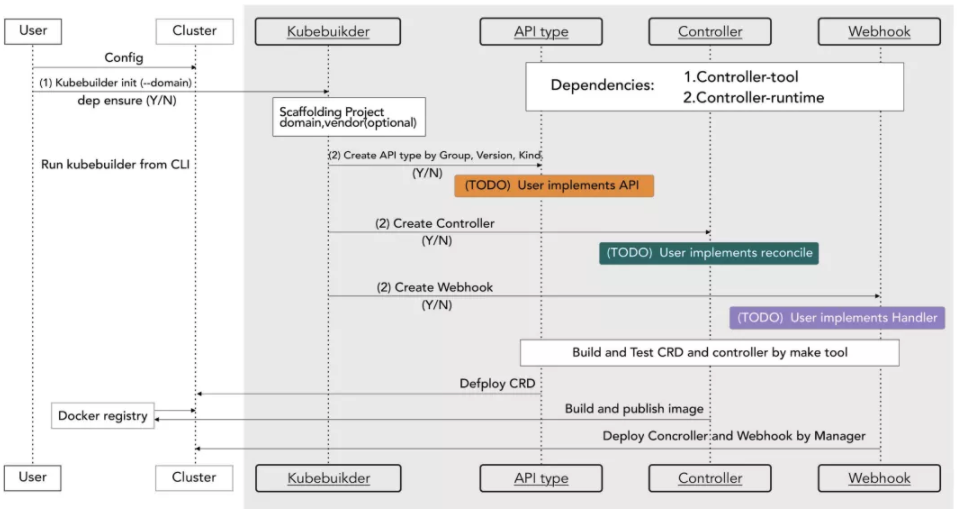 User
Cluster
Kubebuikder
API type
Controller
Webhook
Config
(1) Kubebuilder init (--domain)
dep ensure (Y/N)
Dependencies:
1.Controller-tool
2.Controller-runtime
Scaffolding Project
domain,vendor(optional)
Run kubebuilder from CLI
(2) Create API type by Group, Version, Kind
(Y/N)
(TODO) User implements API
(2) Create Controller
(Y/N)
(TODO) User implements reconcile
(2) Create Webhook
(Y/N)
(TODO) User implements Handler
Build and Test CRD and controller by make tool
Defploy CRD
Docker registry
Build and publish image
Deploy Concroller and Webhook by Manager
User
Cluster
Kubebuikder
API type
Controller
Webhook